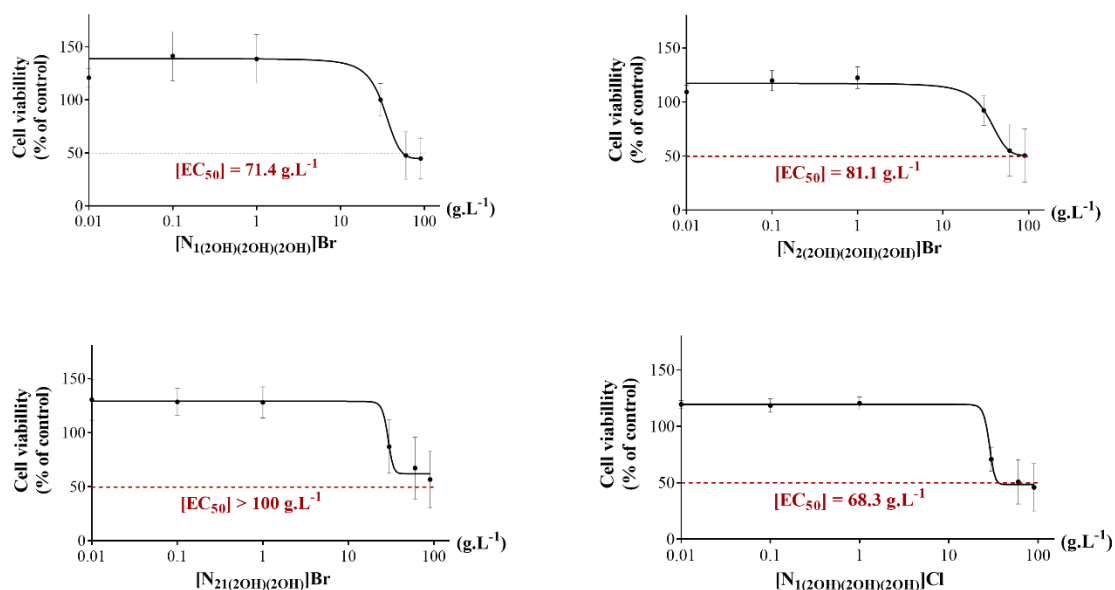 Cell viabillity
(% of control)
150
100
50
0
[EC50] = 71.4 g.L-1
0.01 0.1 1 10 100 (g.L-1)
[N1(2OH)(2OH)(2OH)]Br
Cell viabillity
(% of control)
150
100
50
0
[EC50] = 81.1 g.L-1
0.01 0.1 1 10 100 (g.L-1)
[N2(2OH)(2OH)(2OH)]Br
Cell viabillity
(% of control)
150
100
50
0
[EC50] > 100 g.L-1
0.01 0.1 1 10 100 (g.L-1)
[N21(2OH)(2OH)]Br
Cell viabillity
(% of control)
150
100
50
0
[EC50] = 68.3 g.L-1
0.01 0.1 1 10 100 (g.L-1)
[N1(2OH)(2OH)(2OH)]Cl